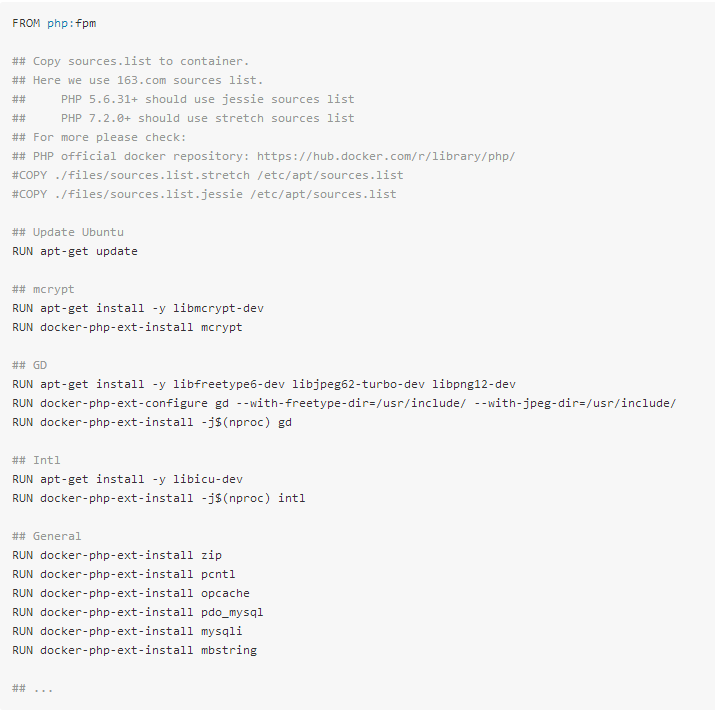 FROM php:fpm
## Copy sources.list to container.
## Here we use 163.com sources list.
##     PHP 5.6.31+ should use jessie sources list
##     PHP 7.2.0+ should use stretch sources list
## For more please check:
## PHP official docker repository: https://hub.docker.com/r/library/php/
#COPY ./files/sources.list.stretch /etc/apt/sources.list
#COPY ./files/sources.list.jessie /etc/apt/sources.list
## Update Ubuntu
RUN apt-get update
## mcrypt
RUN apt-get install -y libmcrypt-dev
RUN docker-php-ext-install mcrypt
## GD
RUN apt-get install -y libfreetype6-dev libjpeg62-turbo-dev libpng12-dev
RUN docker-php-ext-configure gd --with-freetype-dir=/usr/include/ --with-jpeg-dir=/usr/include/
RUN docker-php-ext-install -j$(nproc) gd
## Intl
RUN apt-get install -y libicu-dev
RUN docker-php-ext-install -j$(nproc) intl
## General
RUN docker-php-ext-install zip
RUN docker-php-ext-install pcntl
RUN docker-php-ext-install opcache
RUN docker-php-ext-install pdo_mysql
RUN docker-php-ext-install mysqli
RUN docker-php-ext-install mbstring
## ...